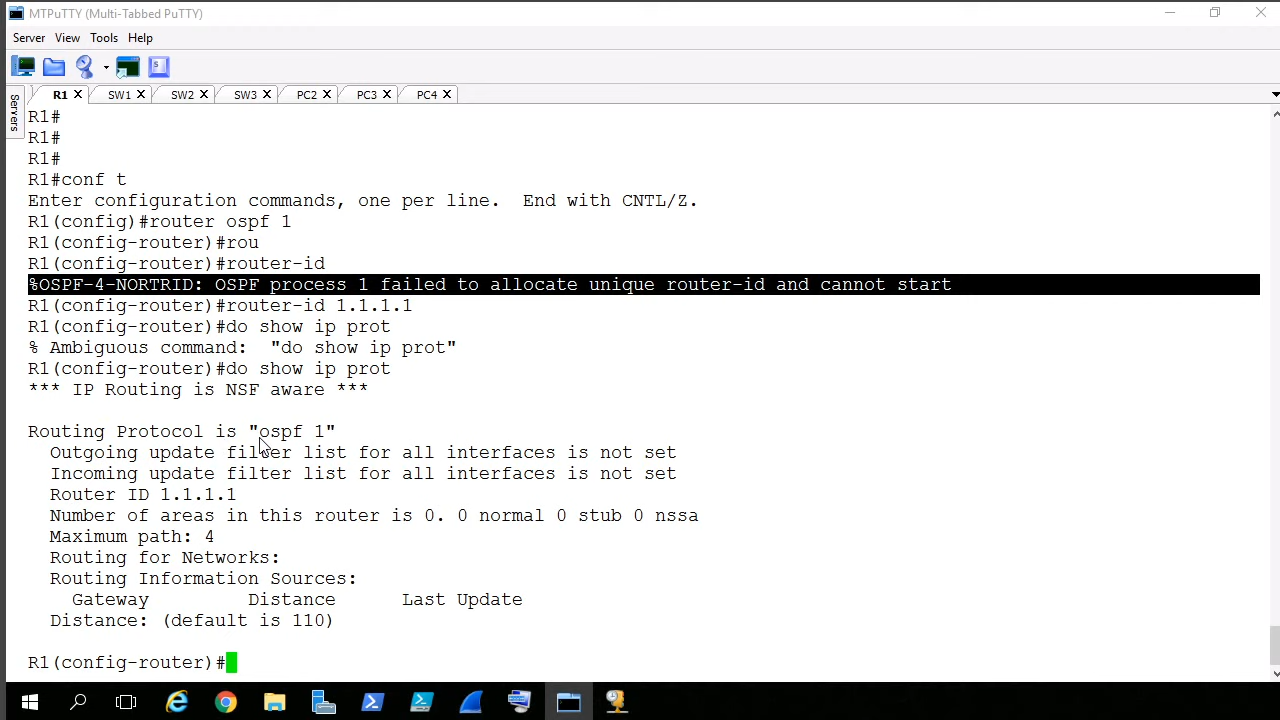 MTPuTTY (Multi-Tabbed PuTTY)
Server View Tools Help
R1 SW1 SW2 SW3 PC2 PC3 PC4
Servers
R1#
R1#
R1#
R1#conf t
Enter configuration commands, one per line.  End with CNTL/Z.
R1(config)#router ospf 1
R1(config-router)#rou
R1(config-router)#router-id
%OSPF-4-NORTRID: OSPF process 1 failed to allocate unique router-id and cannot start
R1(config-router)#router-id 1.1.1.1
R1(config-router)#do show ip prot
% Ambiguous command:  "do show ip prot"
R1(config-router)#do show ip prot
*** IP Routing is NSF aware ***
Routing Protocol is "ospf 1"
Outgoing update filter list for all interfaces is not set
Incoming update filter list for all interfaces is not set
Router ID 1.1.1.1
Number of areas in this router is 0. 0 normal 0 stub 0 nssa
Maximum path: 4
Routing for Networks:
Routing Information Sources:
Gateway         Distance      Last Update
Distance: (default is 110)
R1(config-router)#